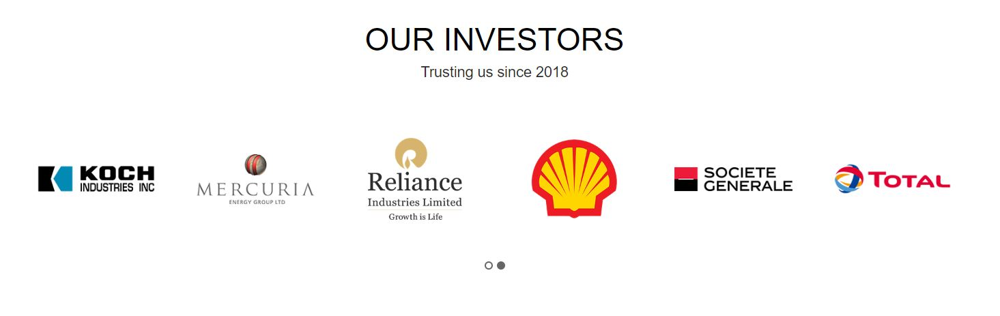 OUR INVESTORS
Trusting us since 2018
KOCH
INDUSTRIES INC
MERCURIA
ENERGY GROUP LTD
Reliance
Industries Limited
Growth is Life
SOCIETE
GENERALE
TOTAL